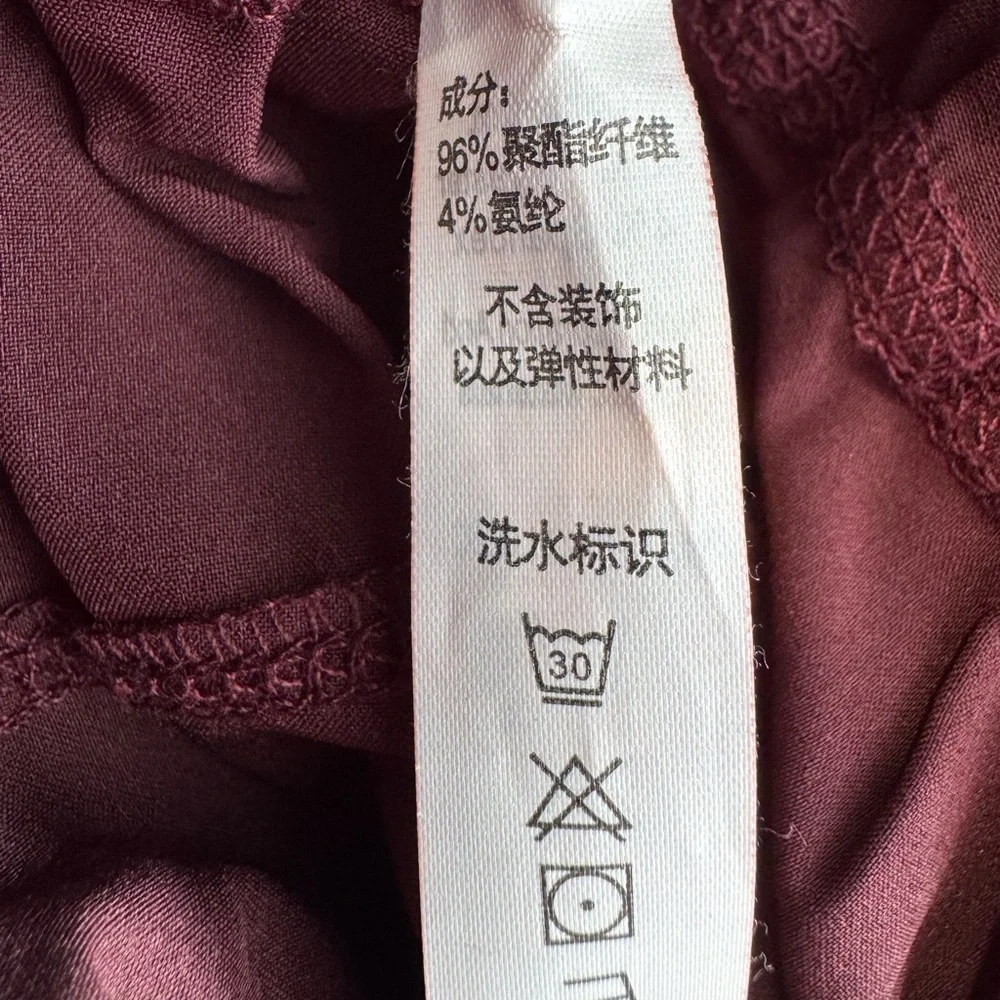 成分：
96%聚酯纤维
4%氨纶
不含装饰
以及弹性材料
洗水标识
30